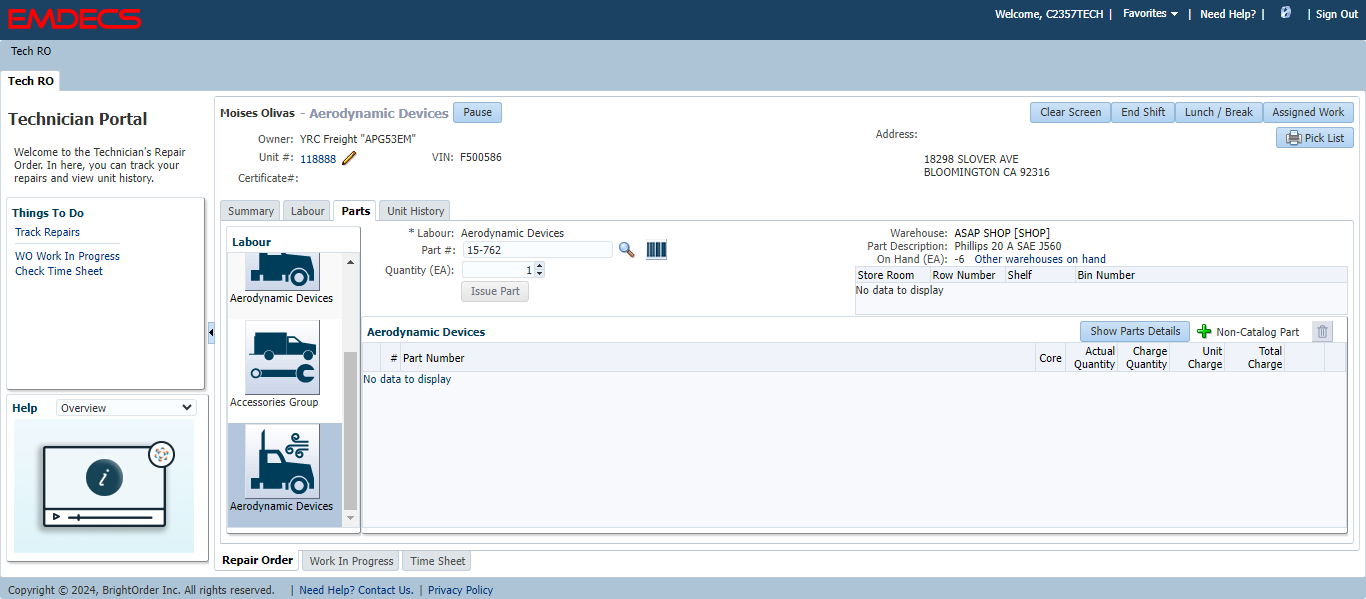 EMDECS
Welcome, C2357TECH | Favorites | Need Help? | | Sign Out
Tech RO
Tech RO
Technician Portal
Welcome to the Technician's Repair
Order. In here, you can track your
repairs and view unit history.
Things To Do
Track Repairs
WO Work In Progress
Check Time Sheet
Help Overview
i
Moises Olivas - Aerodynamic Devices Pause
Clear Screen End Shift Lunch / Break Assigned Work
Pick List
Owner: YRC Freight "APG53EM"
Unit #: 118888 VIN: F500586
Certificate#:
Address:
18298 SLOVER AVE
BLOOMINGTON CA 92316
Summary Labour Parts Unit History
Labour
Aerodynamic Devices
Accessories Group
Aerodynamic Devices
* Labour: Aerodynamic Devices
Part #: 15-762
Quantity (EA): 1
Issue Part
Warehouse: ASAP SHOP [SHOP]
Part Description: Phillips 20 A SAE J560
On Hand (EA): -6 Other warehouses on hand
Store Room Row Number Shelf Bin Number
No data to display
Aerodynamic Devices Show Parts Details Non-Catalog Part
# Part Number Core Actual Quantity Charge Quantity Unit Charge Total Charge
No data to display
Repair Order Work In Progress Time Sheet
Copyright © 2024, BrightOrder Inc. All rights reserved. | Need Help? Contact Us. | Privacy Policy